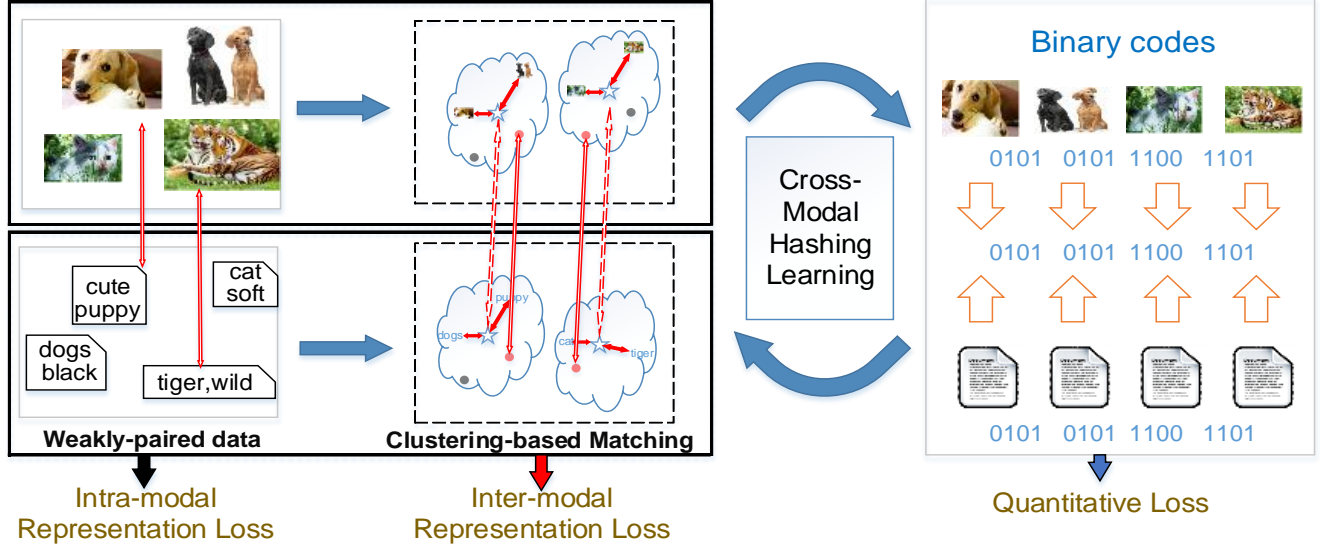 cute
puppy
cat
soft
dogs
black
tiger,wild
Weakly-paired data
puppy
dogs
cat
tiger
Clustering-based Matching
Cross-
Modal
Hashing
Learning
Binary codes
0101 0101 1100 1101
0101 0101 1100 1101
0101 0101 1100 1101
Intra-modal
Representation Loss
Inter-modal
Representation Loss
Quantitative Loss